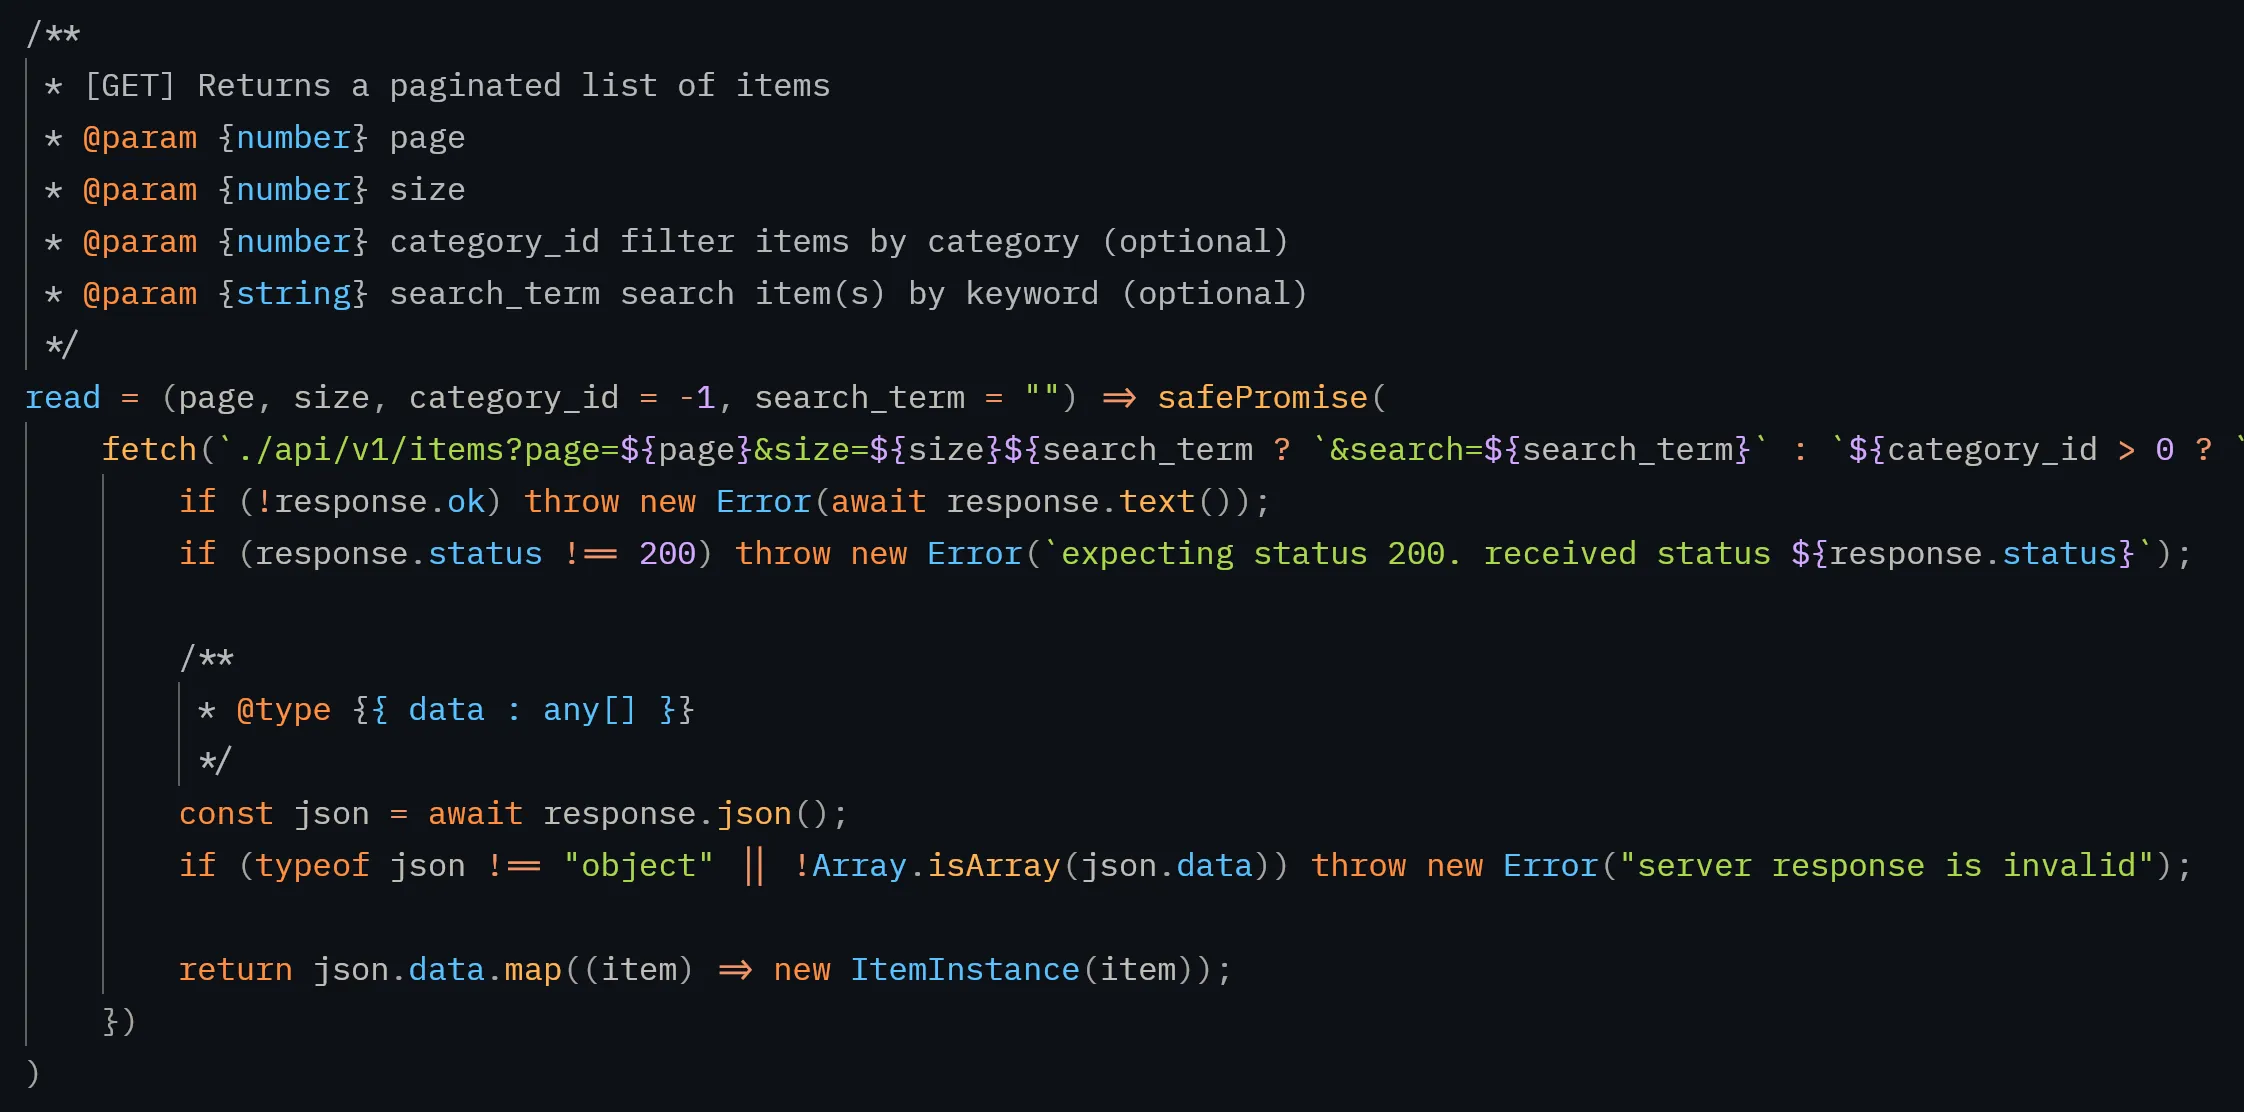 /**
 * [GET] Returns a paginated list of items
 * @param {number} page
 * @param {number} size
 * @param {number} category_id filter items by category (optional)
 * @param {string} search_term search item(s) by keyword (optional)
 */
read = (page, size, category_id = -1, search_term = "") => safePromise(
    fetch(`./api/v1/items?page=${page}&size=${size}${search_term ? `&search=${search_term}` : `${category_id > 0 ? `
        if (!response.ok) throw new Error(await response.text());
        if (response.status !== 200) throw new Error(`expecting status 200. received status ${response.status}`);
        /**
         * @type {{ data : any[] }}
         */
        const json = await response.json();
        if (typeof json !== "object" || !Array.isArray(json.data)) throw new Error("server response is invalid");
        return json.data.map((item) => new ItemInstance(item));
    })
)